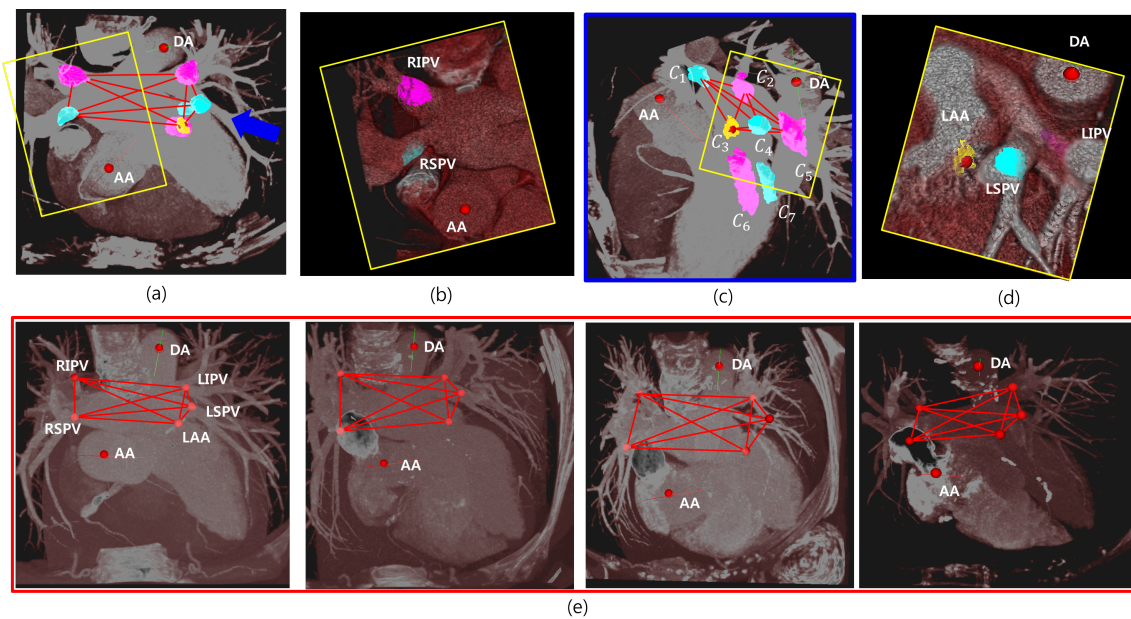 DA
AA
(a)
RIPV
RSPV
AA
(b)
C1
C2
DA
AA
C3
C4
C5
C6
C7
(c)
DA
LAA
LIPV
LSPV
(d)
DA
RIPV
LIPV
LSPV
RSPV
LAA
AA
DA
AA
DA
AA
DA
AA
(e)